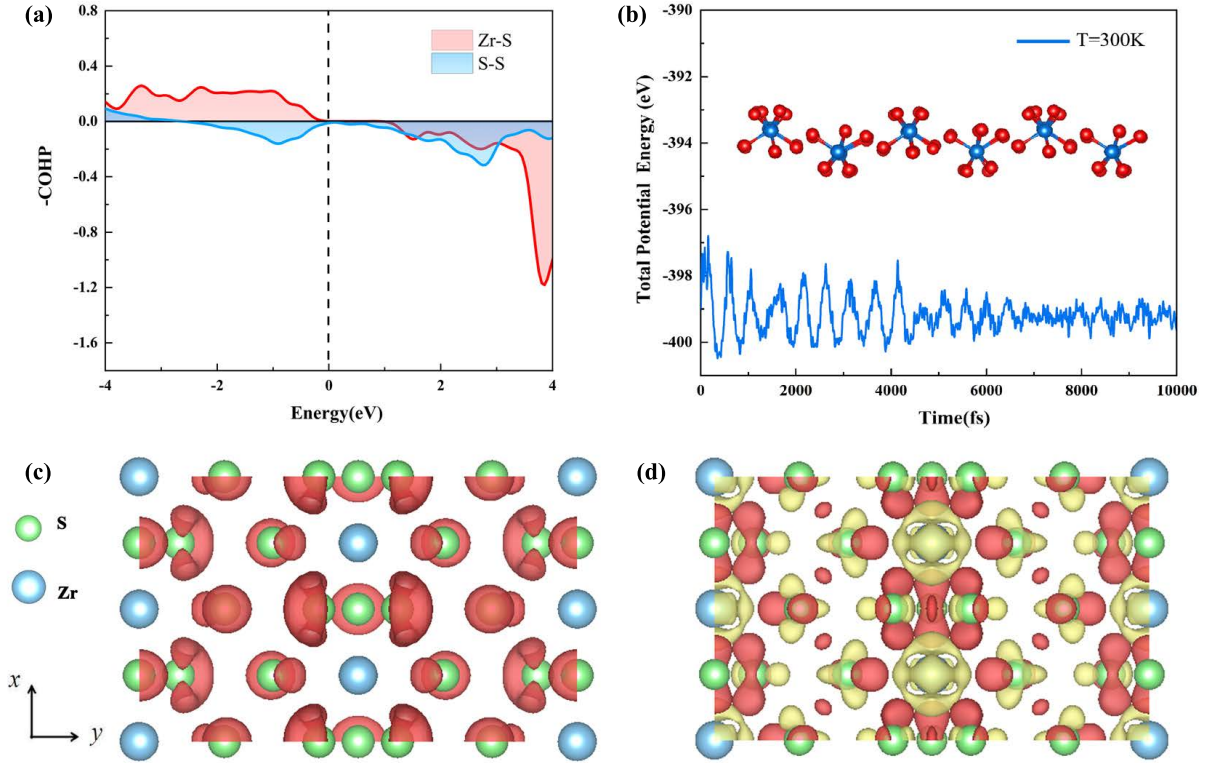 (a)
0.8
0.4
0.0
-0.4
-0.8
-1.2
-1.6
-COHP
Zr-S
S-S
-4
-2
0
2
4
Energy(eV)
(b)
-390
-392
-394
-396
-398
-400
Total Potential Energy (eV)
T=300K
0
2000
4000
6000
8000
10000
Time(fs)
(c)
S
Zr
x
y
(d)